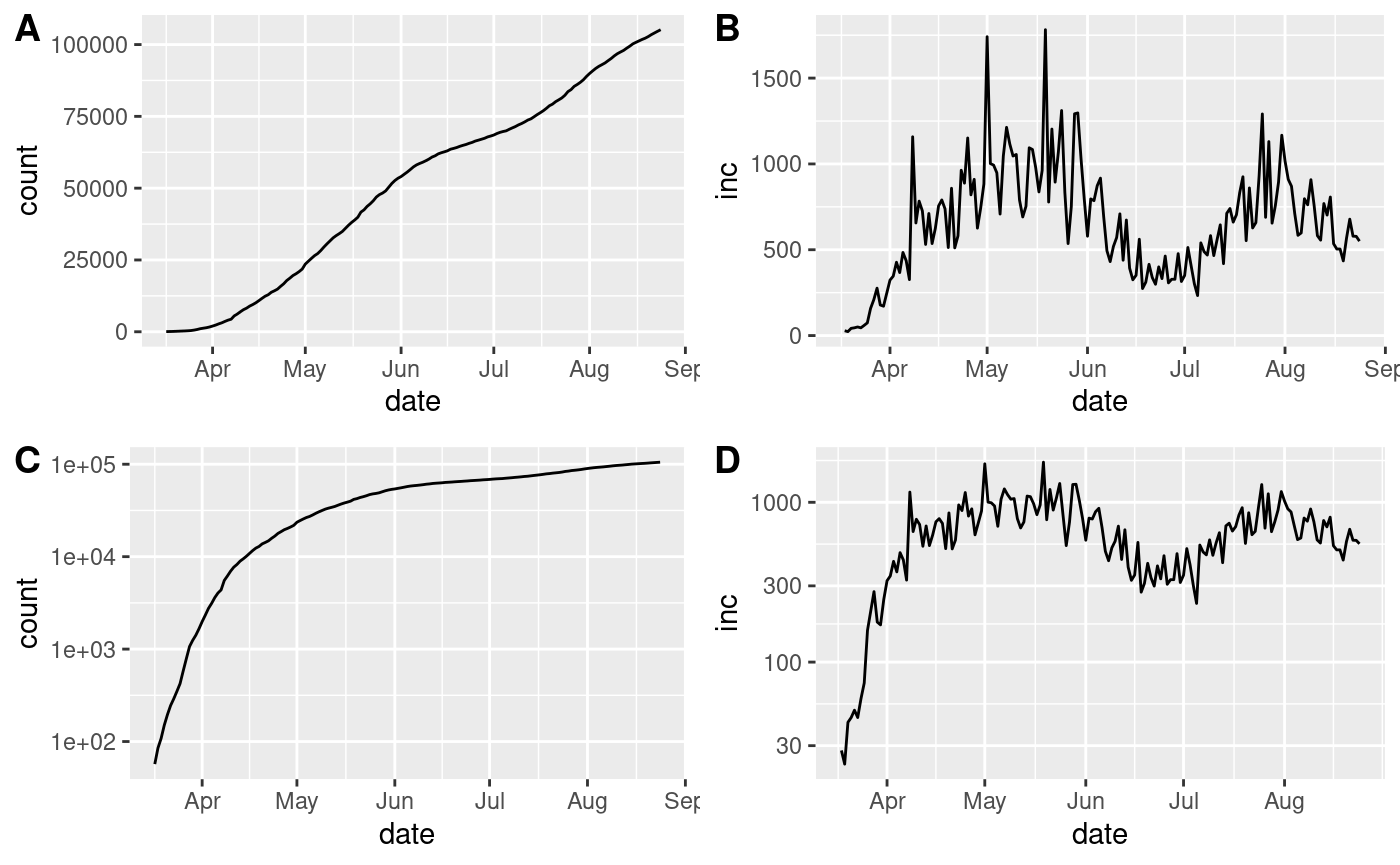 A
100000
75000
50000
25000
0
count
Apr May Jun Jul Aug Sep
date
B
1500
1000
500
0
inc
Apr May Jun Jul Aug Sep
date
C
1e+05
1e+04
1e+03
1e+02
count
Apr May Jun Jul Aug Sep
date
D
1000
300
100
30
inc
Apr May Jun Jul Aug
date